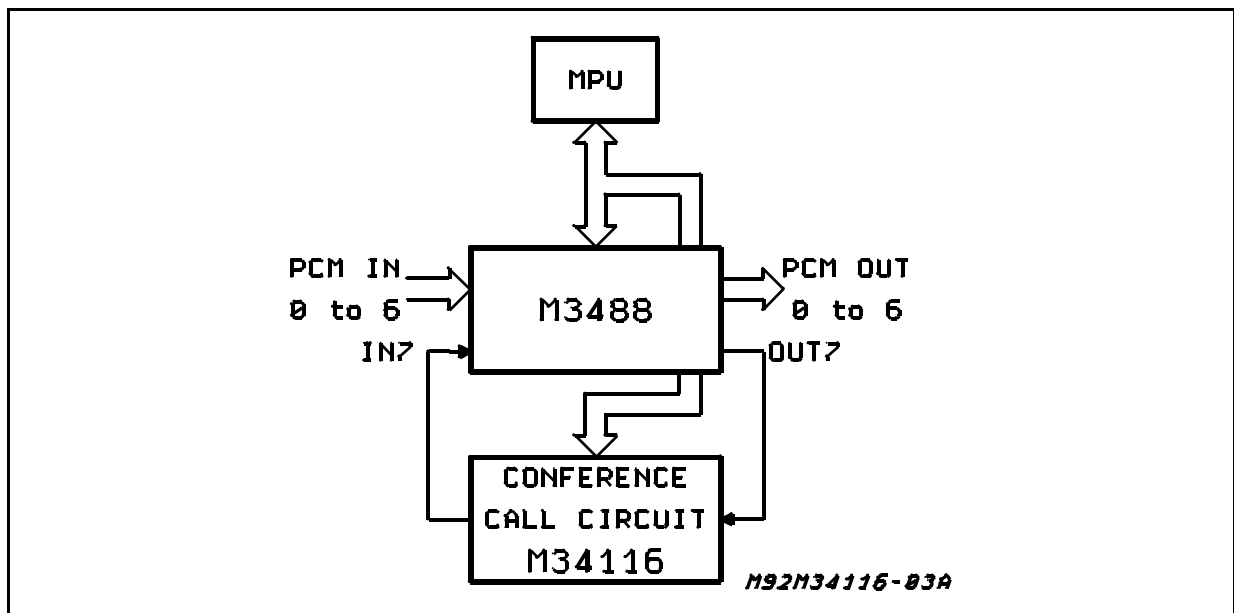 MPU
PCM IN
0 to 6
IN7
M3488
PCM OUT
0 to 6
OUT7
CONFERENCE
CALL CIRCUIT
M34116
M92M34116-03A